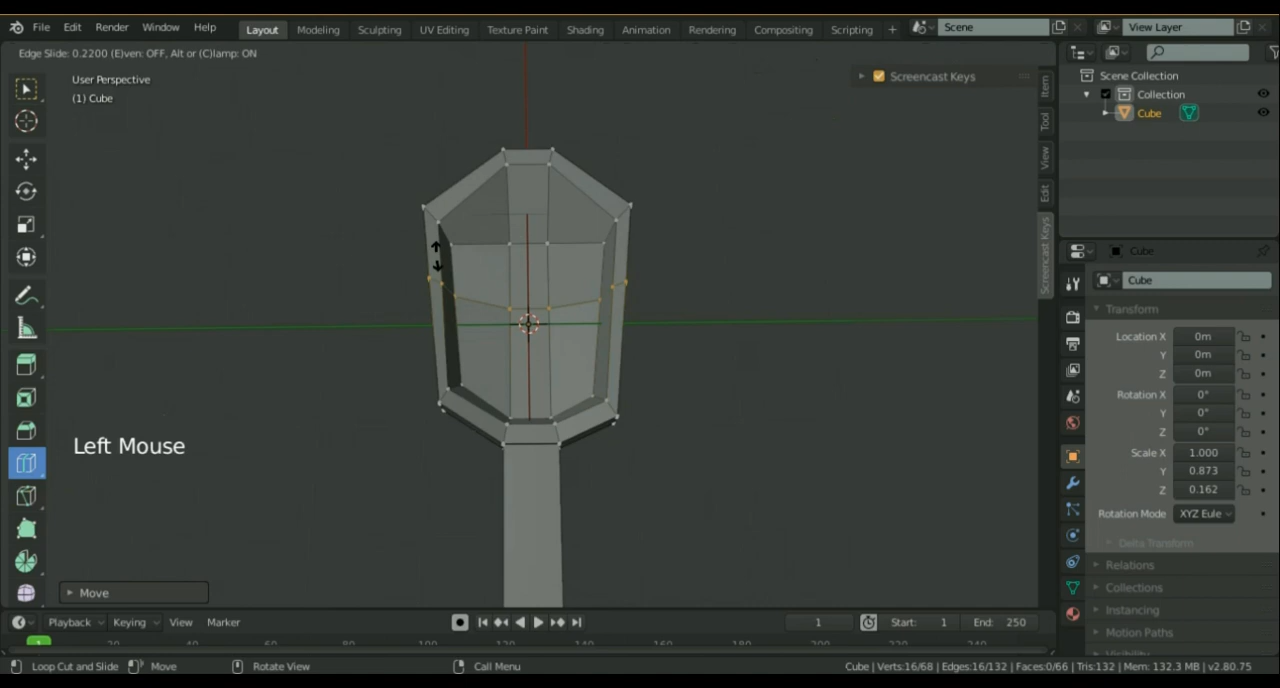 File Edit Render Window Help Layout Modeling Sculpting UV Editing Texture Paint Shading Animation Rendering Compositing Scripting + Scene View Layer
Edge Slide: 0.2200 (E)ven: OFF, Alt or (C)lamp: ON
User Perspective
(1) Cube
Screencast Keys
Item
Tool
View
Edit
Screencast Keys
Scene Collection
Collection
Cube
Cube
Cube
Transform
Location X 0m
Y 0m
Z 0m
Rotation X 0°
Y 0°
Z 0°
Scale X 1.000
Y 0.873
Z 0.162
Rotation Mode XYZ Eule
Delta Transform
Relations
Collections
Instancing
Motion Paths
Left Mouse
Move
Playback Keying View Marker 1 Start: 1 End: 250
1
Loop Cut and Slide Move Rotate View Call Menu Cube | Verts:16/68 | Edges:16/132 | Faces:0/66 | Tris:132 | Mem: 132.3 MB | v2.80.75